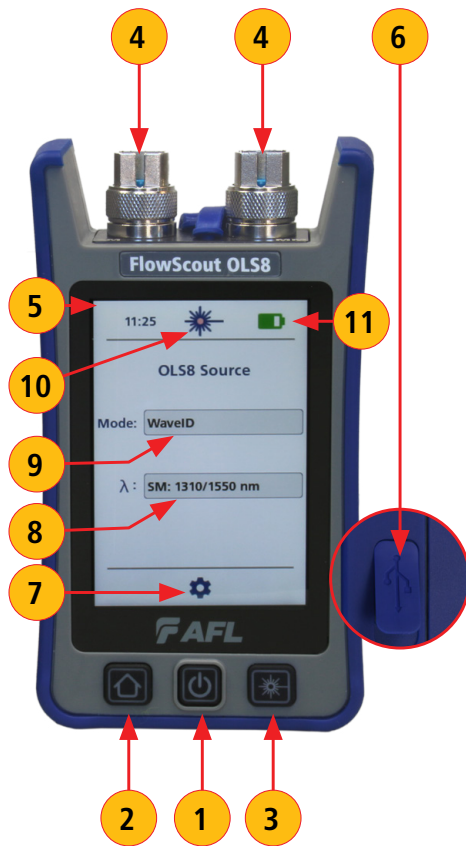 4 4 6
FlowScout OLS8
5
11:25
11
10
OLS8 Source
Mode: WaveID
9
λ: SM: 1310/1550 nm
8
7
AFL
2 1 3